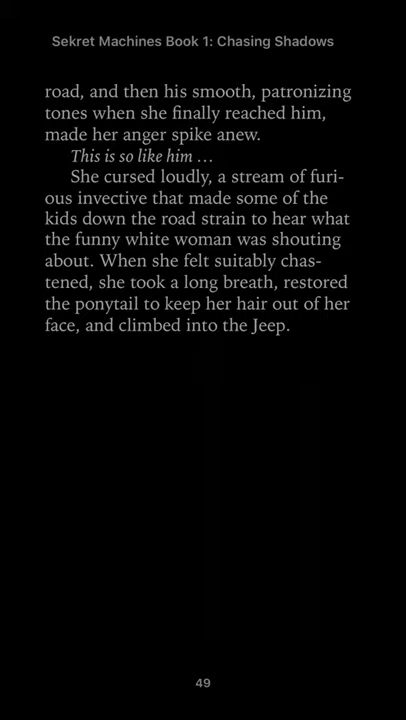 Sekret Machines Book 1: Chasing Shadows
road, and then his smooth, patronizing
tones when she finally reached him,
made her anger spike anew.
This is so like him …
She cursed loudly, a stream of furi-
ous invective that made some of the
kids down the road strain to hear what
the funny white woman was shouting
about. When she felt suitably chas-
tened, she took a long breath, restored
the ponytail to keep her hair out of her
face, and climbed into the Jeep.
49